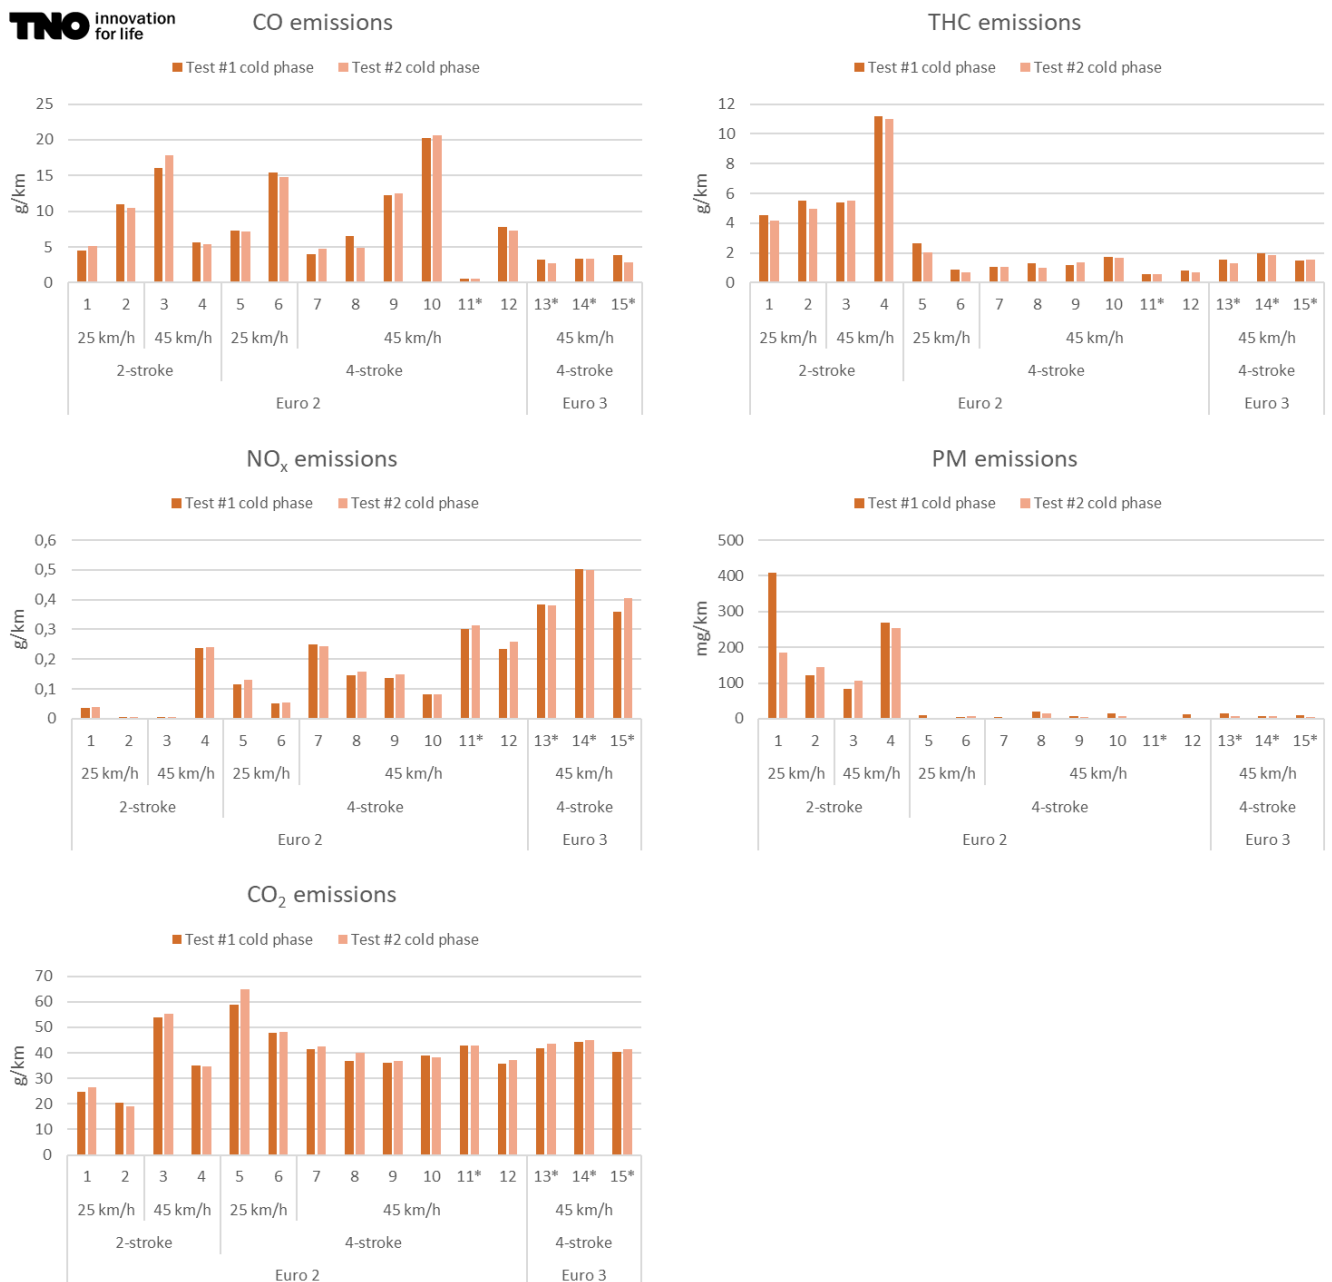 TNO innovation for life
CO emissions
Test #1 cold phase Test #2 cold phase
25
20
15
10
5
0
g/km
1 2 3 4 5 6 7 8 9 10 11* 12 13* 14* 15*
25 km/h 45 km/h 25 km/h 45 km/h 45 km/h
2-stroke 4-stroke 4-stroke
Euro 2 Euro 3
THC emissions
Test #1 cold phase Test #2 cold phase
12
10
8
6
4
2
0
g/km
1 2 3 4 5 6 7 8 9 10 11* 12 13* 14* 15*
25 km/h 45 km/h 25 km/h 45 km/h 45 km/h
2-stroke 4-stroke 4-stroke
Euro 2 Euro 3
NOx emissions
Test #1 cold phase Test #2 cold phase
0,6
0,5
0,4
0,3
0,2
0,1
0
g/km
1 2 3 4 5 6 7 8 9 10 11* 12 13* 14* 15*
25 km/h 45 km/h 25 km/h 45 km/h 45 km/h
2-stroke 4-stroke 4-stroke
Euro 2 Euro 3
PM emissions
Test #1 cold phase Test #2 cold phase
500
400
300
200
100
0
mg/km
1 2 3 4 5 6 7 8 9 10 11* 12 13* 14* 15*
25 km/h 45 km/h 25 km/h 45 km/h 45 km/h
2-stroke 4-stroke 4-stroke
Euro 2 Euro 3
CO2 emissions
Test #1 cold phase Test #2 cold phase
70
60
50
40
30
20
10
0
g/km
1 2 3 4 5 6 7 8 9 10 11* 12 13* 14* 15*
25 km/h 45 km/h 25 km/h 45 km/h 45 km/h
2-stroke 4-stroke 4-stroke
Euro 2 Euro 3